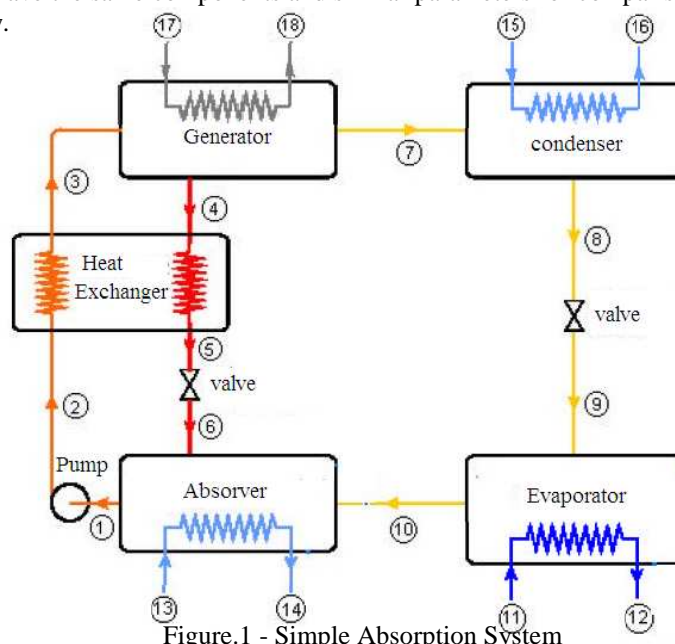 y.
17 18 15 16
Generator condenser
7
3
4 8
Heat
Exchanger
valve
5
valve
2 9
6
Pump
Absorver Evaporator
1 10
13 14 11 12
Figure.1 - Simple Absorption System